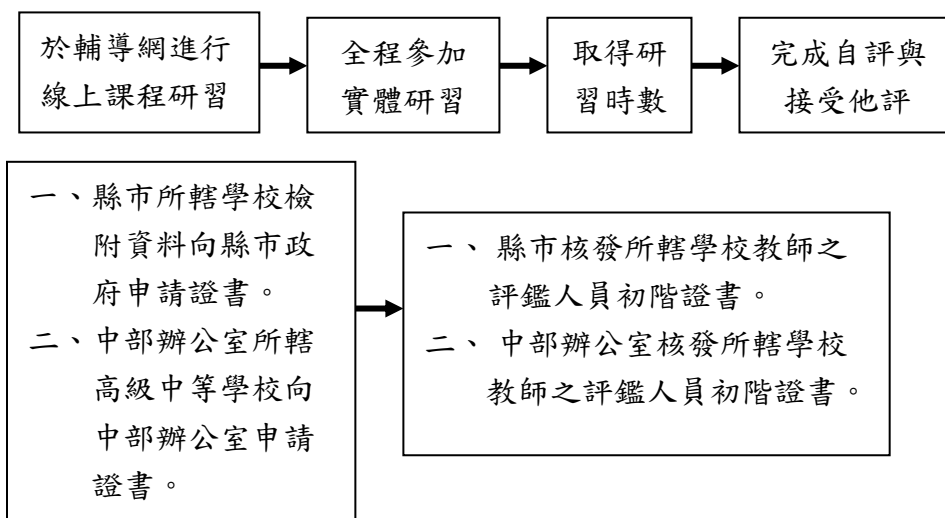 於輔導網進行
線上課程研習
全程參加
實體研習
取得研
習時數
完成自評與
接受他評
一、縣市所轄學校檢
附資料向縣市政
府申請證書。
二、中部辦公室所轄
高級中等學校向
中部辦公室申請
證書。
一、 縣市核發所轄學校教師之
評鑑人員初階證書。
二、 中部辦公室核發所轄學校
教師之評鑑人員初階證書。